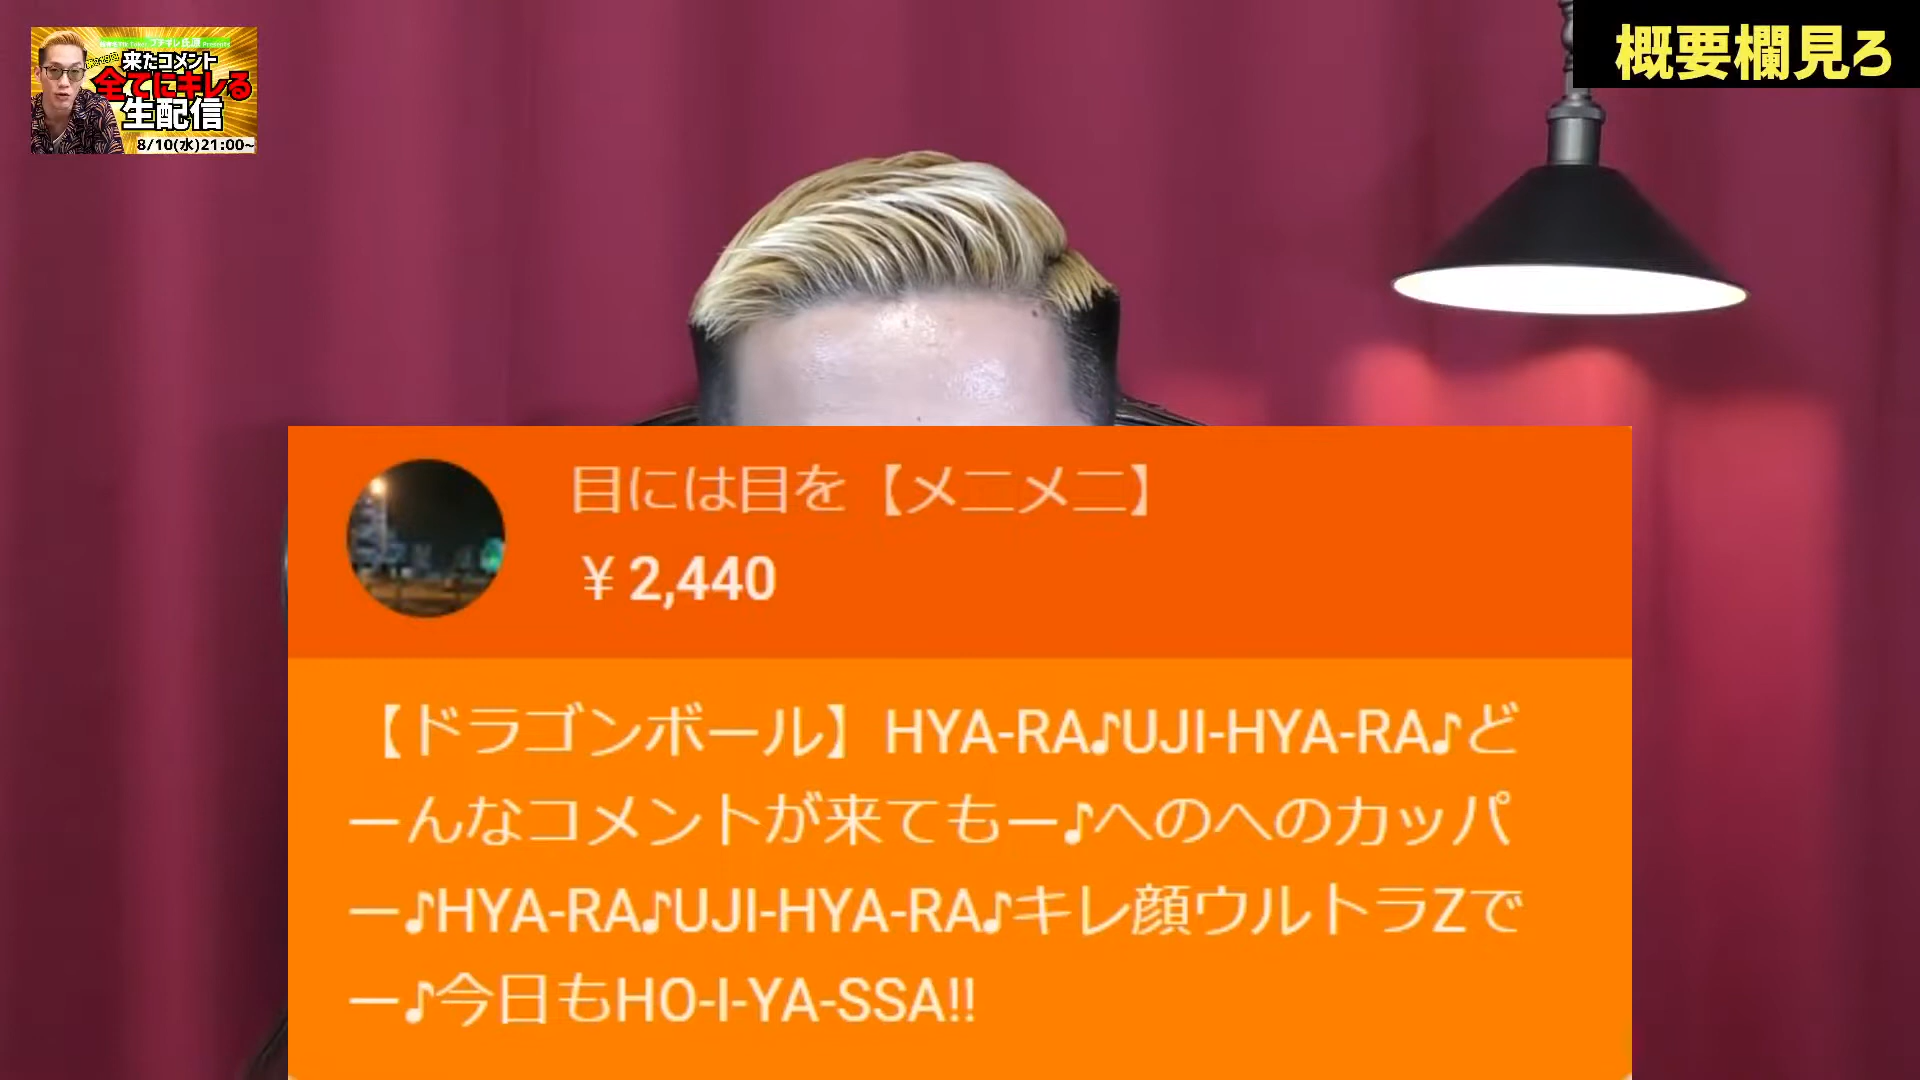 来たコメント
全てにキレる
生配信
8/10(水)21:00~
概要欄見ろ
目には目を【メニメニ】
¥2,440
【ドラゴンボール】HYA-RA♪UJI-HYA-RA♪ど
ーんなコメントが来てもー♪へのへのカッパ
ー♪HYA-RA♪UJI-HYA-RA♪キレ顔ウルトラZで
ー♪今日もHO-I-YA-SSA!!